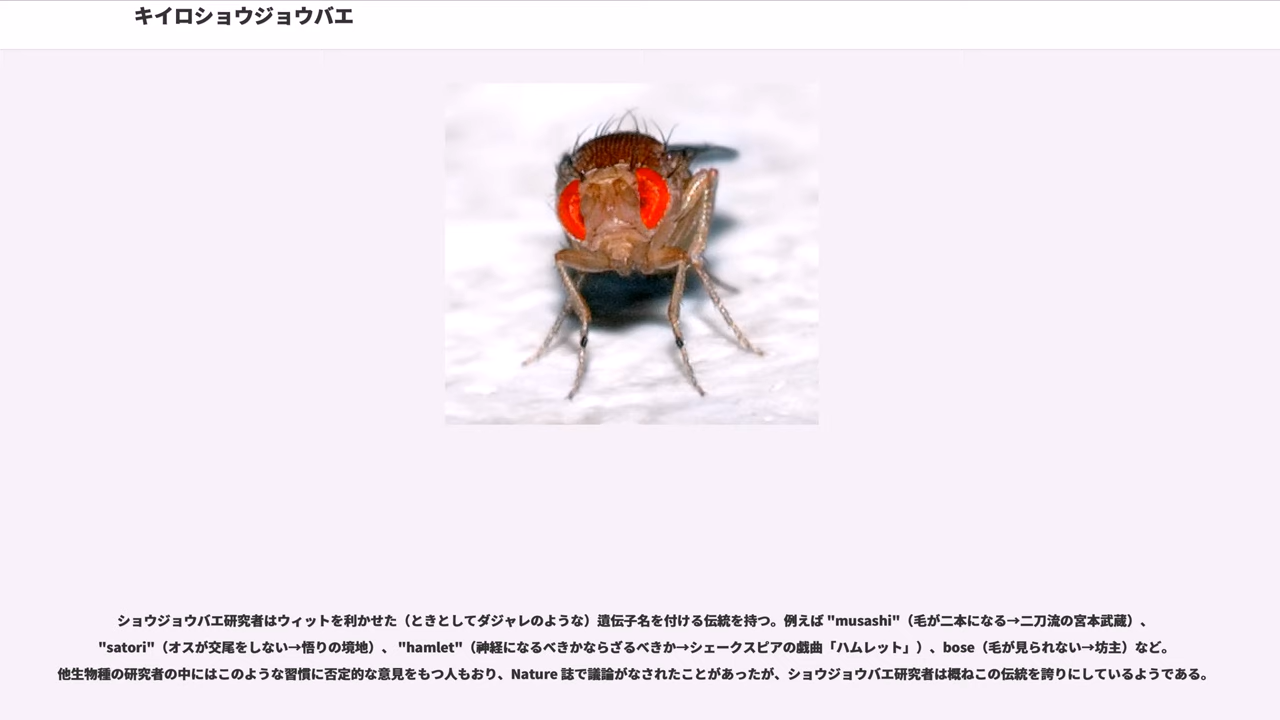 キイロショウジョウバエ
ショウジョウバエ研究者はウィットを利かせた（ときとしてダジャレのような）遺伝子名を付ける伝統を持つ。例えば "musashi"（毛が二本になる→二刀流の宮本武蔵）、
"satori"（オスが交尾をしない→悟りの境地）、"hamlet"（神経になるべきかならざるべきか→シェークスピアの戯曲「ハムレット」）、bose（毛が見られない→坊主）など。
他生物種の研究者の中にはこのような習慣に否定的な意見をもつ人もおり、Nature 誌で議論がなされたことがあったが、ショウジョウバエ研究者は概ねこの伝統を誇りにしているようである。